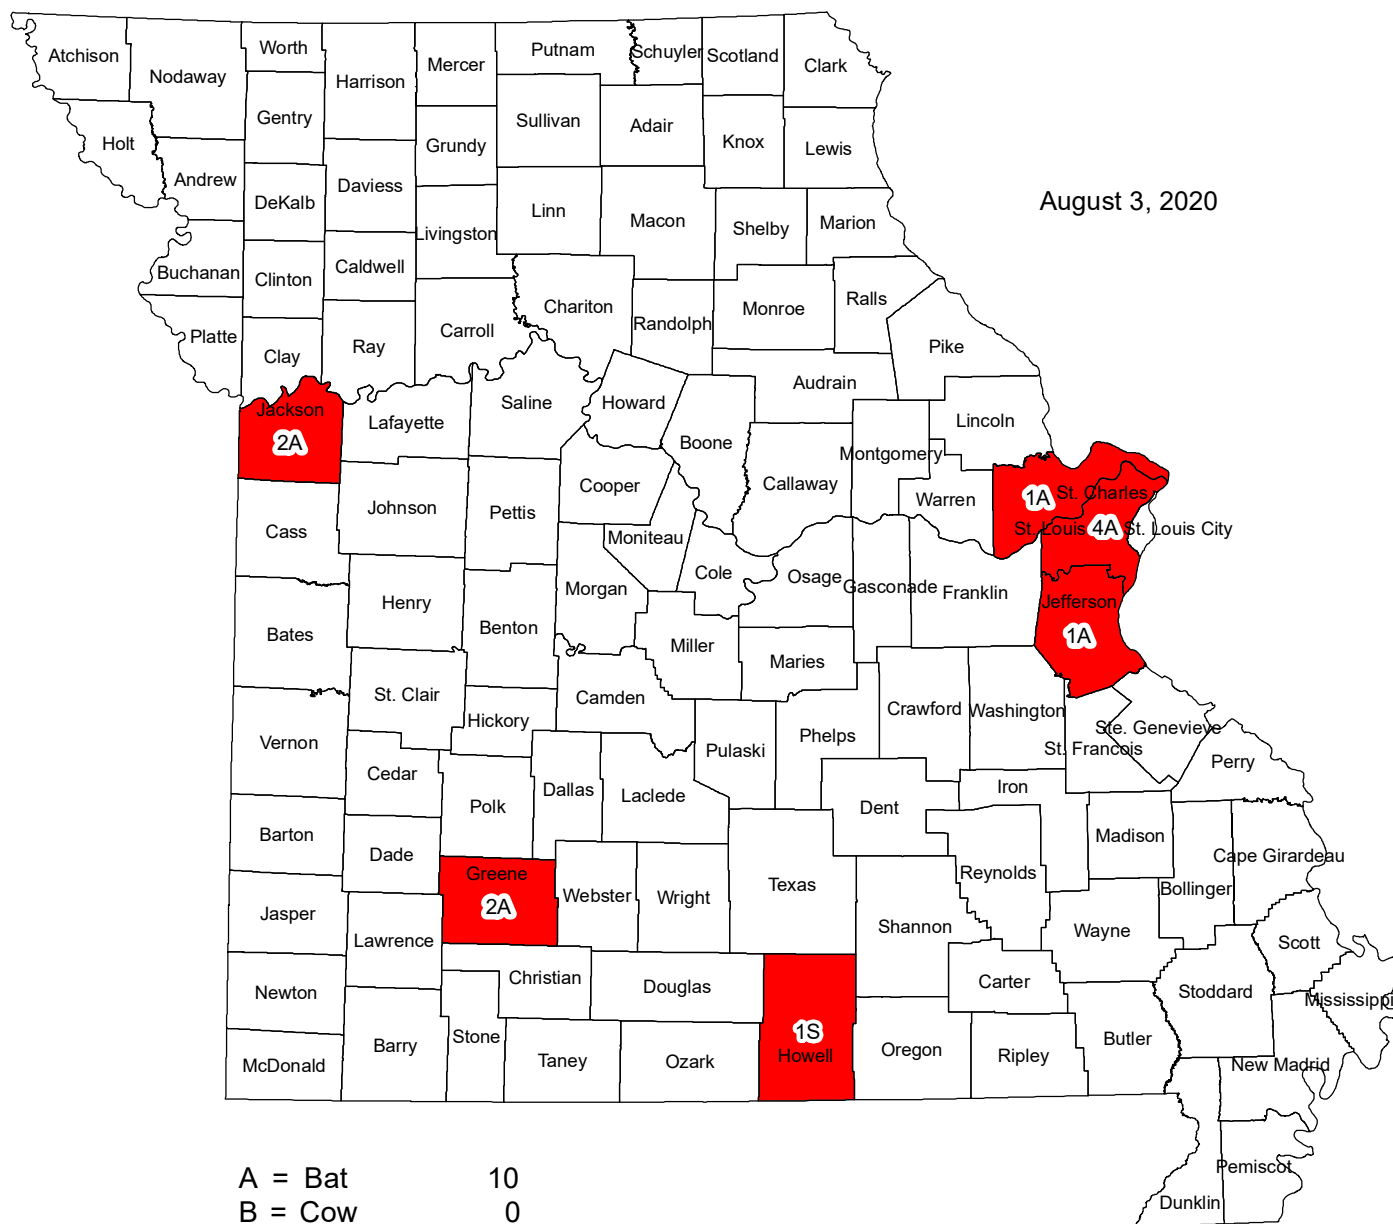 Atchison
Nodaway
Worth
Harrison
Mercer
Putnam
Schuyler
Scotland
Clark
Gentry
Sullivan
Adair
Knox
Lewis
Holt
Andrew
DeKalb
Daviess
Grundy
Linn
Macon
Shelby
Marion
August 3, 2020
Livingston
Buchanan
Clinton
Caldwell
Chariton
Randolph
Monroe
Ralls
Platte
Clay
Ray
Carroll
Pike
Audrain
Jackson
2A
Lafayette
Saline
Howard
Boone
Lincoln
Callaway
Montgomery
Warren
1A St. Charles
St. Louis 4A St. Louis City
Cass
Johnson
Pettis
Cooper
Moniteau
Cole
Osage
Gasconade
Franklin
Jefferson
1A
Henry
Morgan
Bates
Benton
Miller
Maries
St. Clair
Camden
Hickory
Crawford
Washington
Ste. Genevieve
St. Francois
Vernon
Pulaski
Phelps
Perry
Cedar
Dallas
Laclede
Polk
Dent
Iron
Barton
Dade
Madison
Cape Girardeau
Greene
2A
Webster
Wright
Texas
Reynolds
Bollinger
Jasper
Lawrence
Shannon
Wayne
Scott
Newton
Christian
Douglas
Carter
Stoddard
Mississippi
1S
Howell
McDonald
Barry
Stone
Taney
Ozark
Oregon
Ripley
Butler
New Madrid
Pemiscot
Dunklin
A = Bat 10
B = Cow 0